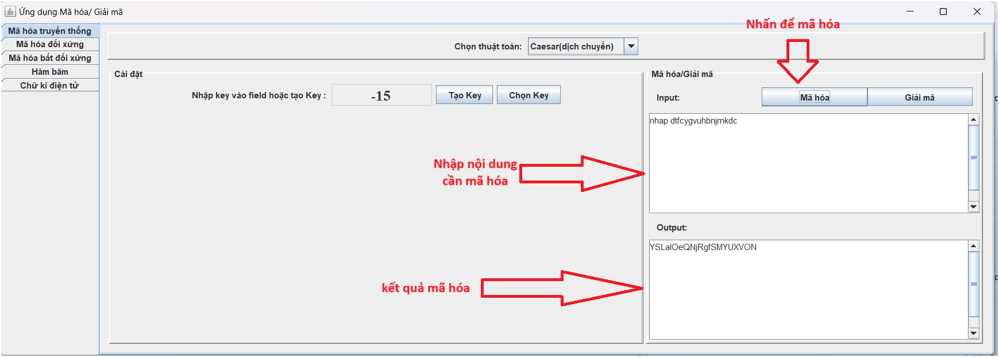 Ứng dụng Mã hóa/ Giải mã
Mã hóa truyền thống
Mã hóa đối xứng
Mã hóa bất đối xứng
Hàm băm
Chữ kí điện tử
Nhấn để mã hóa
Chọn thuật toán: Caesar(dịch chuyển)
Cài đặt
Nhập key vào field hoặc tạo Key : -15 Tạo Key Chọn Key
Mã hóa/Giải mã
Input: Mã hóa Giải mã
nhap dtfcygvuhbnjmkdc
Nhập nội dung
cần mã hóa
Output:
YSLalOeQNjRgfSMYUXVON
kết quả mã hóa